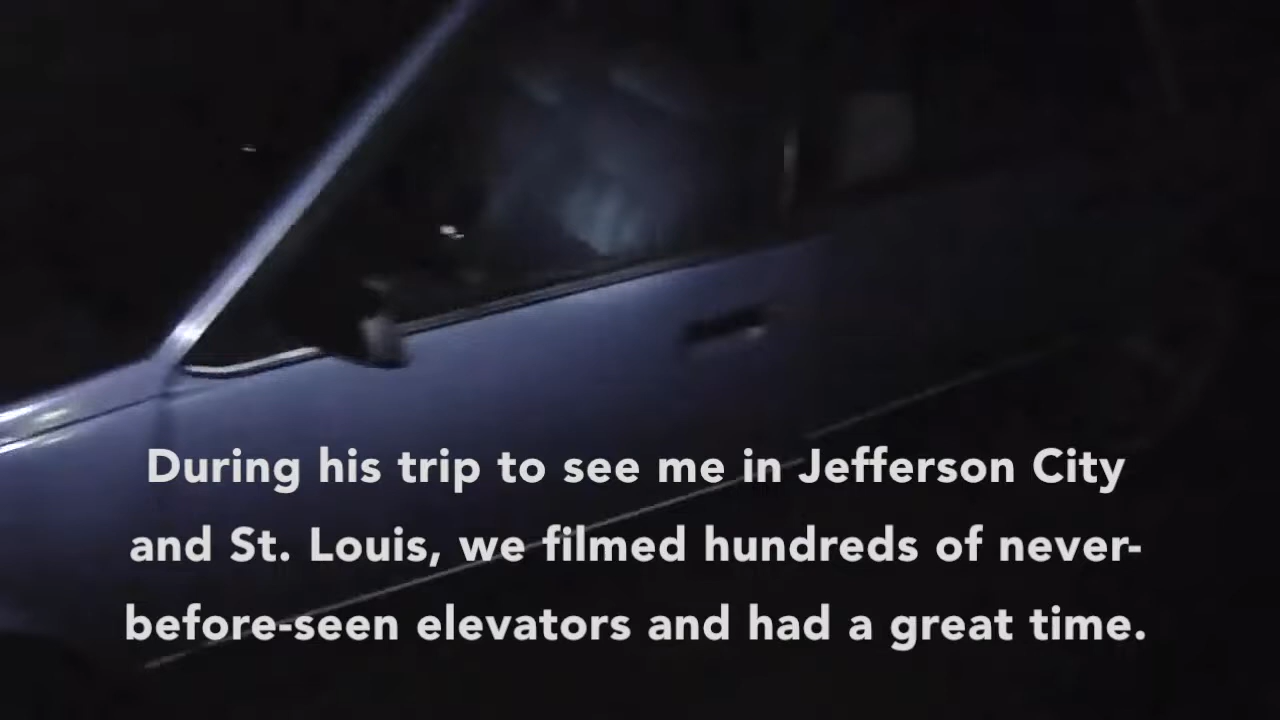 During his trip to see me in Jefferson City
and St. Louis, we filmed hundreds of never-
before-seen elevators and had a great time.